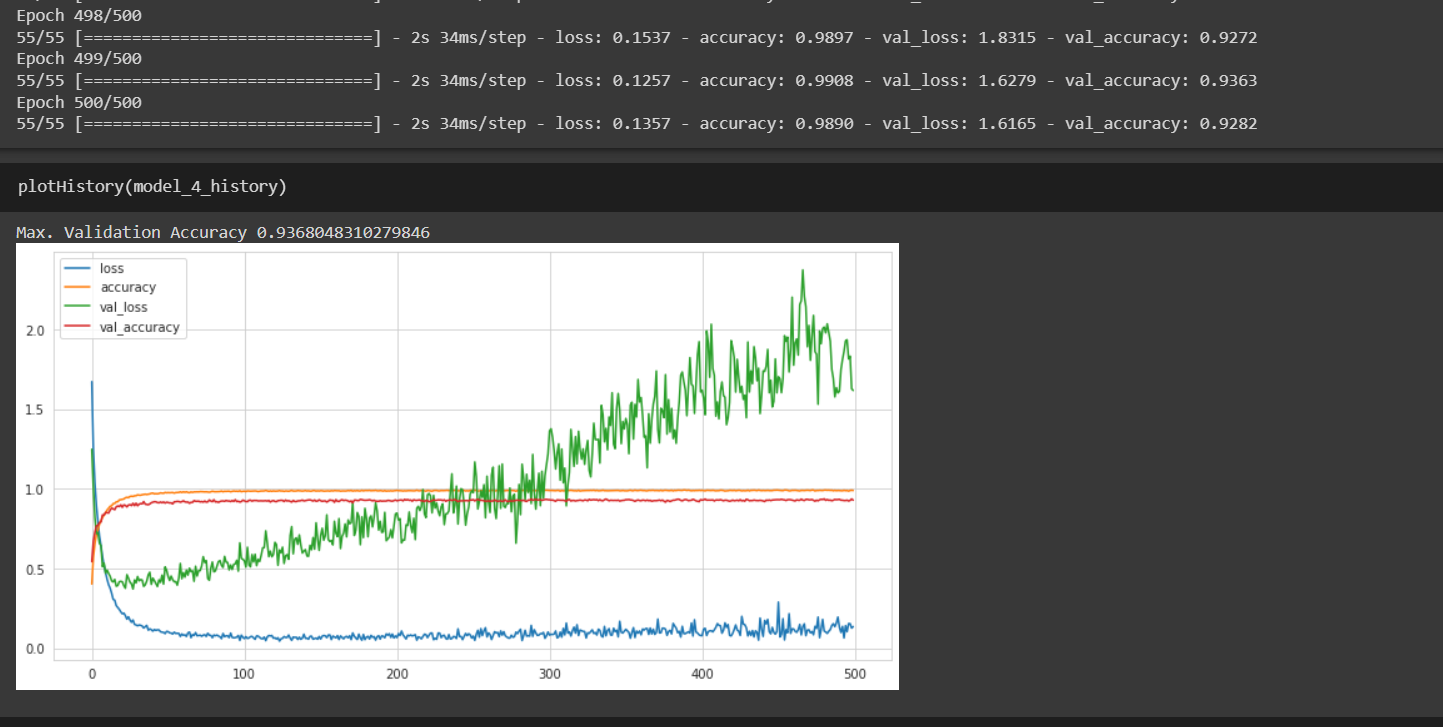 Epoch 498/500
55/55 [==============================] - 2s 34ms/step - loss: 0.1537 - accuracy: 0.9897 - val_loss: 1.8315 - val_accuracy: 0.9272
Epoch 499/500
55/55 [==============================] - 2s 34ms/step - loss: 0.1257 - accuracy: 0.9908 - val_loss: 1.6279 - val_accuracy: 0.9363
Epoch 500/500
55/55 [==============================] - 2s 34ms/step - loss: 0.1357 - accuracy: 0.9890 - val_loss: 1.6165 - val_accuracy: 0.9282
plotHistory(model_4_history)
Max. Validation Accuracy 0.9368048310279846
loss
accuracy
val_loss
val_accuracy
2.0
1.5
1.0
0.5
0.0
0 100 200 300 400 500